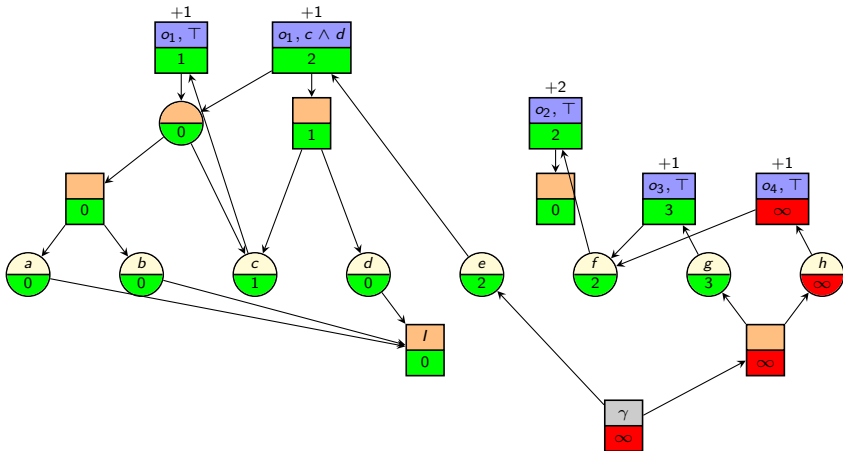 +1 +1
o₁, ⊤ o₁, c ∧ d
1 2
+2
o₂, ⊤
0 1 2
+1 +1
o₃, ⊤ o₄, ⊤
0 0 3 ∞
a b c d e f g h
0 0 1 0 2 2 3 ∞
I
0 ∞
γ
∞